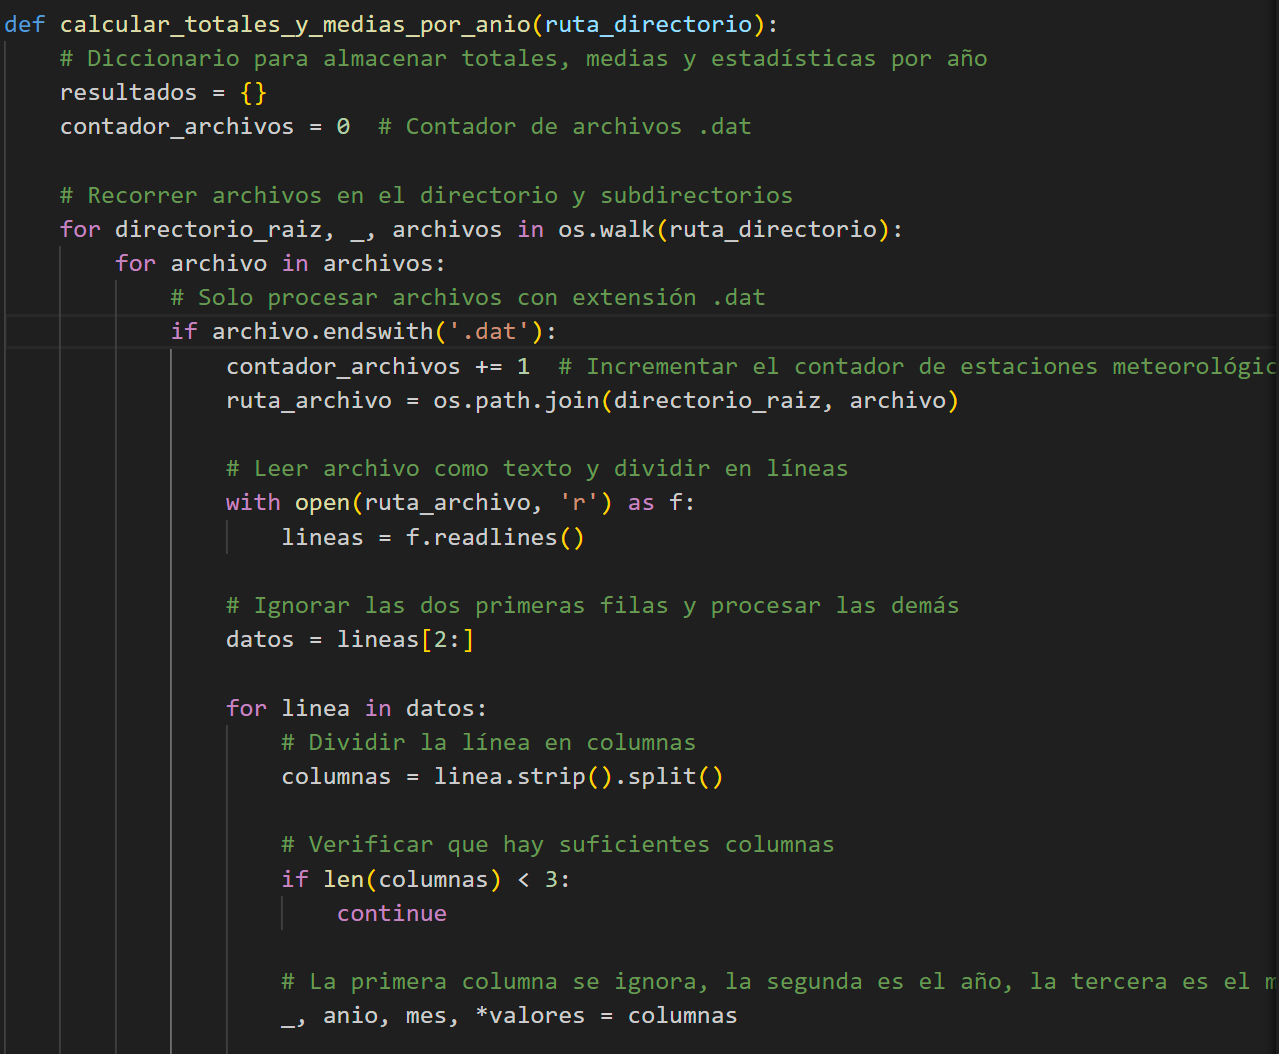 def calcular_totales_y_medias_por_anio(ruta_directorio):
    # Diccionario para almacenar totales, medias y estadísticas por año
    resultados = {}
    contador_archivos = 0  # Contador de archivos .dat

    # Recorrer archivos en el directorio y subdirectorios
    for directorio_raiz, _, archivos in os.walk(ruta_directorio):
        for archivo in archivos:
            # Solo procesar archivos con extensión .dat
            if archivo.endswith('.dat'):
                contador_archivos += 1  # Incrementar el contador de estaciones meteorológic
                ruta_archivo = os.path.join(directorio_raiz, archivo)

                # Leer archivo como texto y dividir en líneas
                with open(ruta_archivo, 'r') as f:
                    lineas = f.readlines()

                # Ignorar las dos primeras filas y procesar las demás
                datos = lineas[2:]

                for linea in datos:
                    # Dividir la línea en columnas
                    columnas = linea.strip().split()

                    # Verificar que hay suficientes columnas
                    if len(columnas) < 3:
                        continue

                    # La primera columna se ignora, la segunda es el año, la tercera es el m
                    _, anio, mes, *valores = columnas